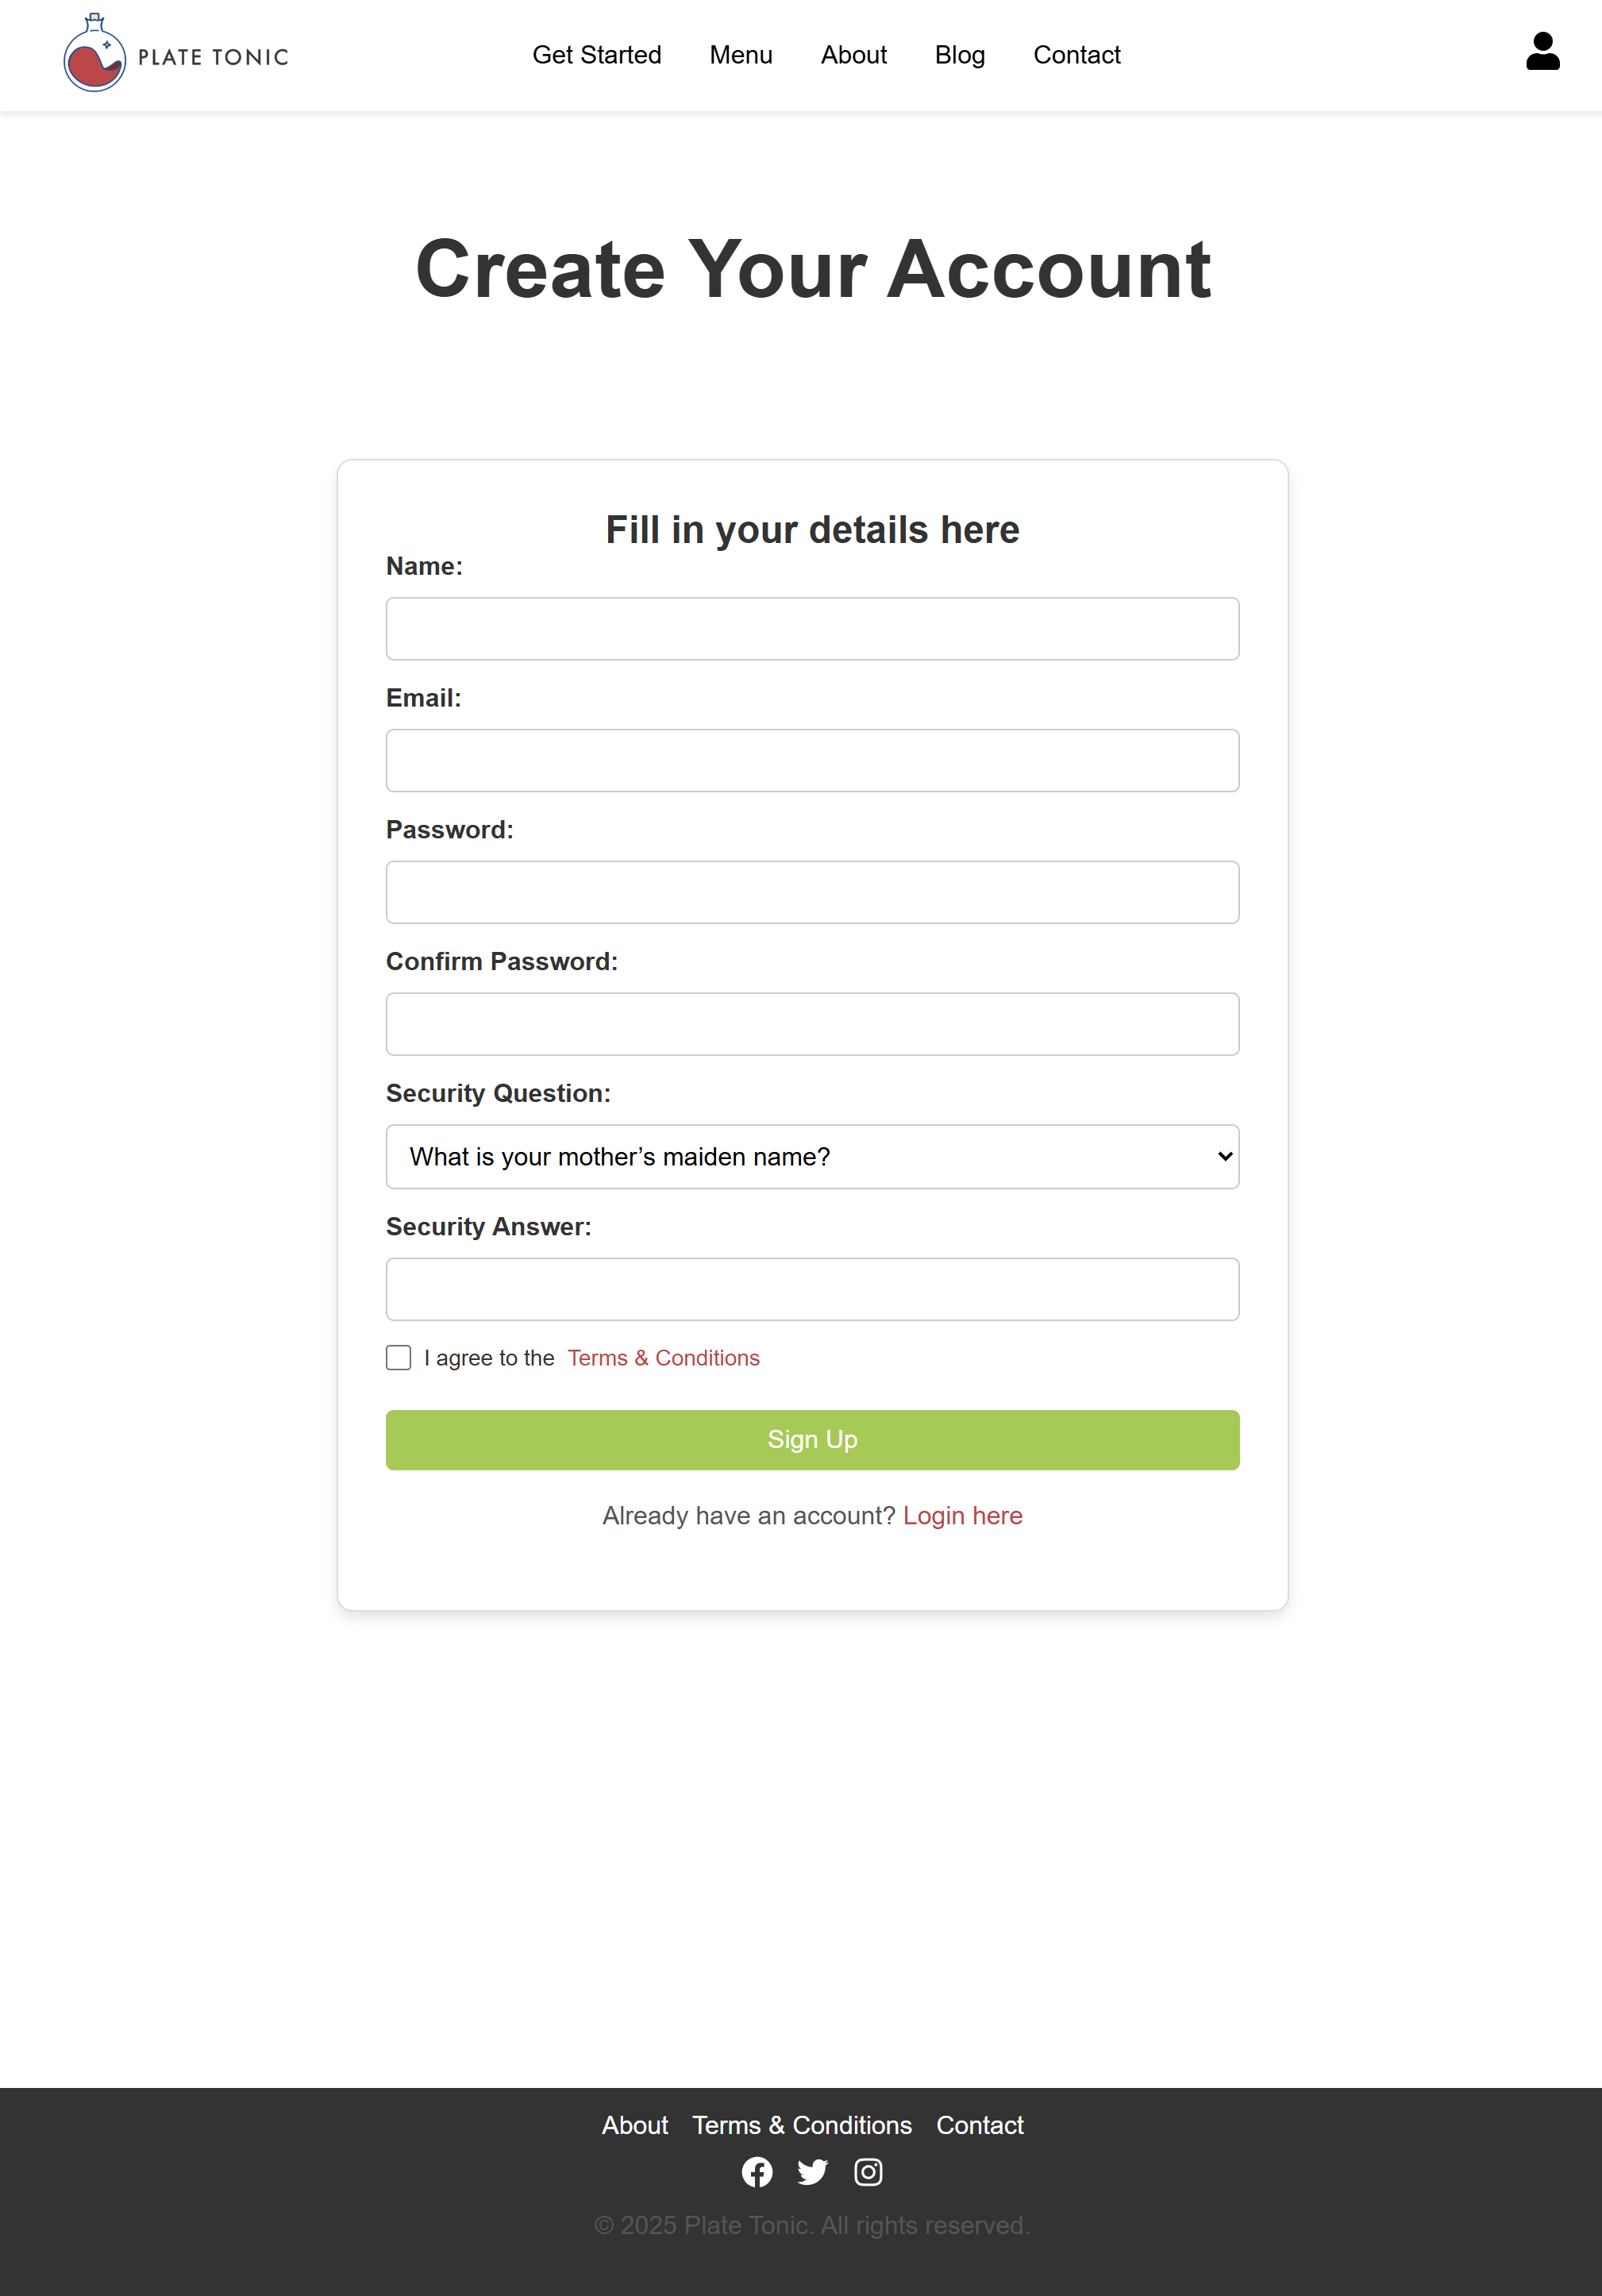 PLATE TONIC
Get Started Menu About Blog Contact
Create Your Account
Fill in your details here
Name:
Email:
Password:
Confirm Password:
Security Question:
What is your mother’s maiden name?
Security Answer:
I agree to the Terms & Conditions
Sign Up
Already have an account? Login here
About Terms & Conditions Contact
© 2025 Plate Tonic. All rights reserved.